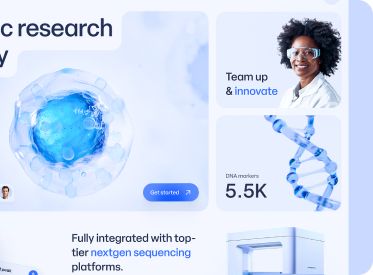 c research
y
Team up
& innovate
Get started
DNA markers
5.5K
Fully integrated with top-
tier nextgen sequencing
platforms.